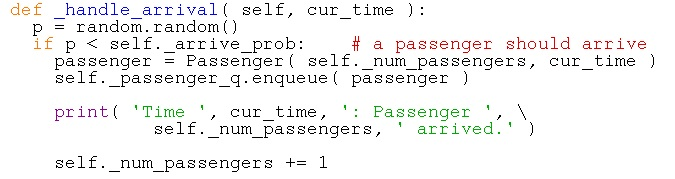 def _handle_arrival( self, cur_time ):
  p = random.random()
  if p < self._arrive_prob:    # a passenger should arrive
    passenger = Passenger( self._num_passengers, cur_time )
    self._passenger_q.enqueue( passenger )
    print( 'Time ', cur_time, ': Passenger ', \
             self._num_passengers, ' arrived.' )
    self._num_passengers += 1